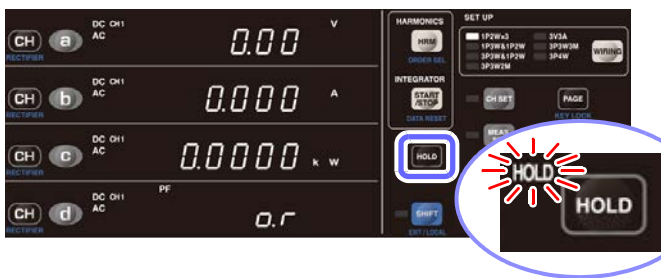 DC CH1
AC
V
CH a
0.00
RECTIFIER
DC CH1
AC
CH b
0.000
A
RECTIFIER
DC CH1
AC
CH c
0.0000
k W
RECTIFIER
DC CH1
AC
PF
CH d
o.r
RECTIFIER
HARMONICS
HRM
ORDER SEL
INTEGRATOR
START
/STOP
DATA RESET
HOLD
SHIFT
EXIT/LOCAL
SET UP
1P2Wx3
3V3A
1P3W&1P2W
3P3W3M
3P3W&1P2W
3P4W
3P3W2M
WIRING
CH SET
PAGE
KEY LOCK
MEAS
HOLD
HOLD